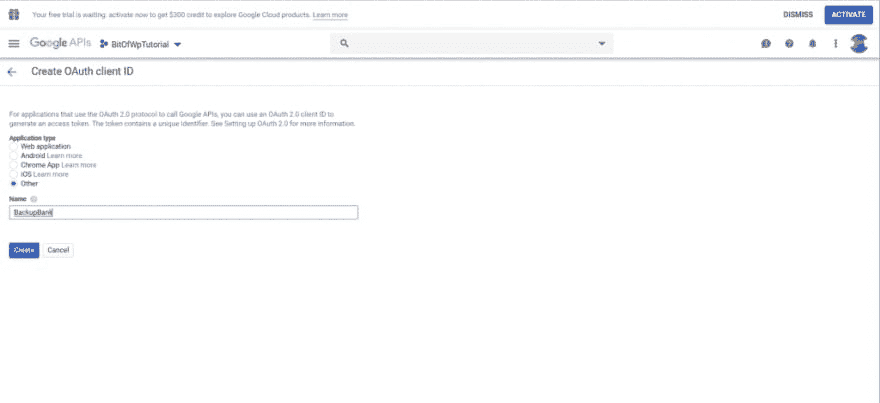 Your free trial is waiting: activate now to get $300 credit to explore Google Cloud products. Learn more
DISMISS
ACTIVATE
Google APIs
BitOfWpTutorial
Create OAuth client ID
For applications that use the OAuth 2.0 protocol to call Google APIs, you can use an OAuth 2.0 client ID to
generate an access token. The token contains a unique identifier. See Setting up OAuth 2.0 for more information.
Application type
Web application
Android Learn more
Chrome App Learn more
iOS Learn more
Other
Name
BackupBank
Create
Cancel